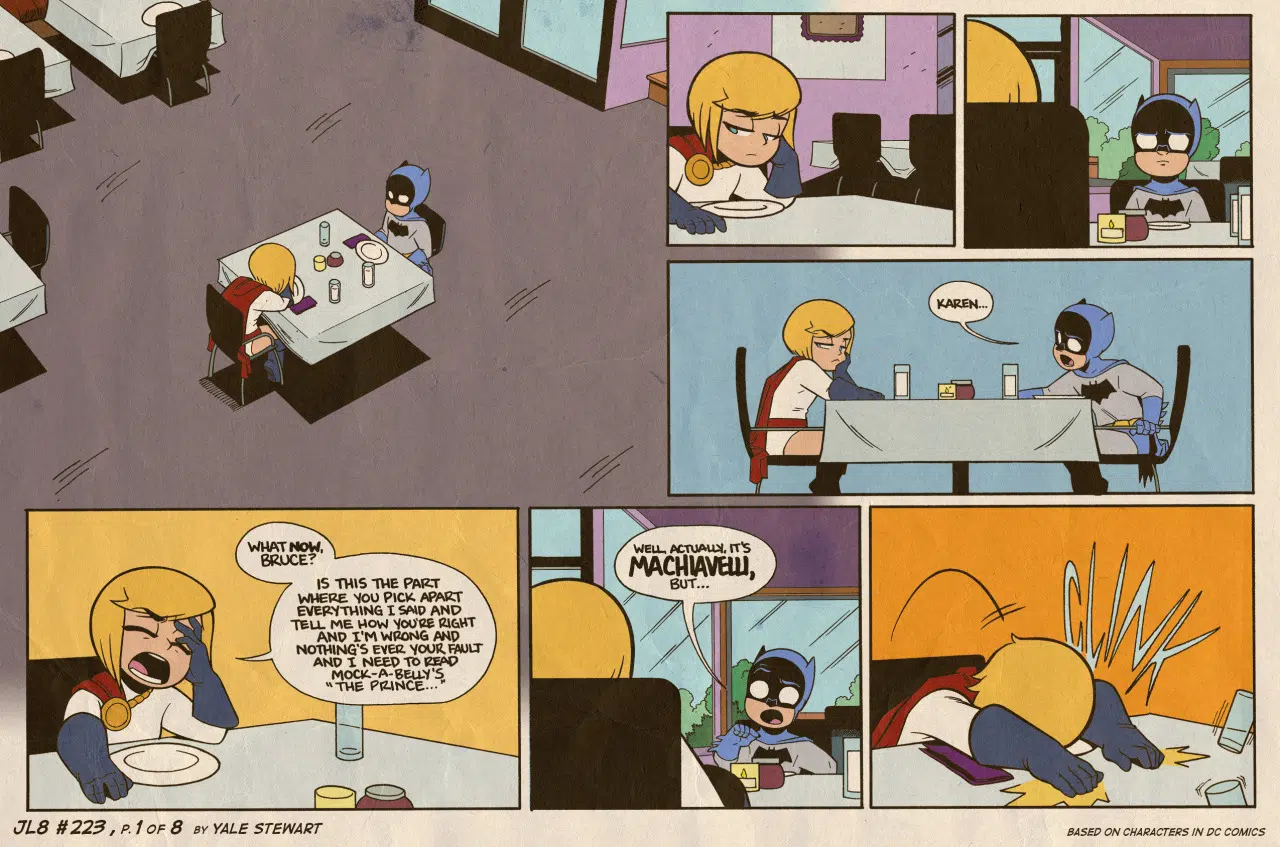 KAREN...
WHAT NOW,
BRUCE?
IS THIS THE PART
WHERE YOU PICK APART
EVERYTHING I SAID AND
TELL ME HOW YOU'RE RIGHT
AND I'M WRONG AND
NOTHING'S EVER YOUR FAULT
AND I NEED TO READ
MOCK-A-BELLY'S
"THE PRINCE..."
WELL, ACTUALLY, IT'S
MACHIAVELLI,
BUT...
CLINK
JL8 #223, P. 1 OF 8 BY YALE STEWART
BASED ON CHARACTERS IN DC COMICS